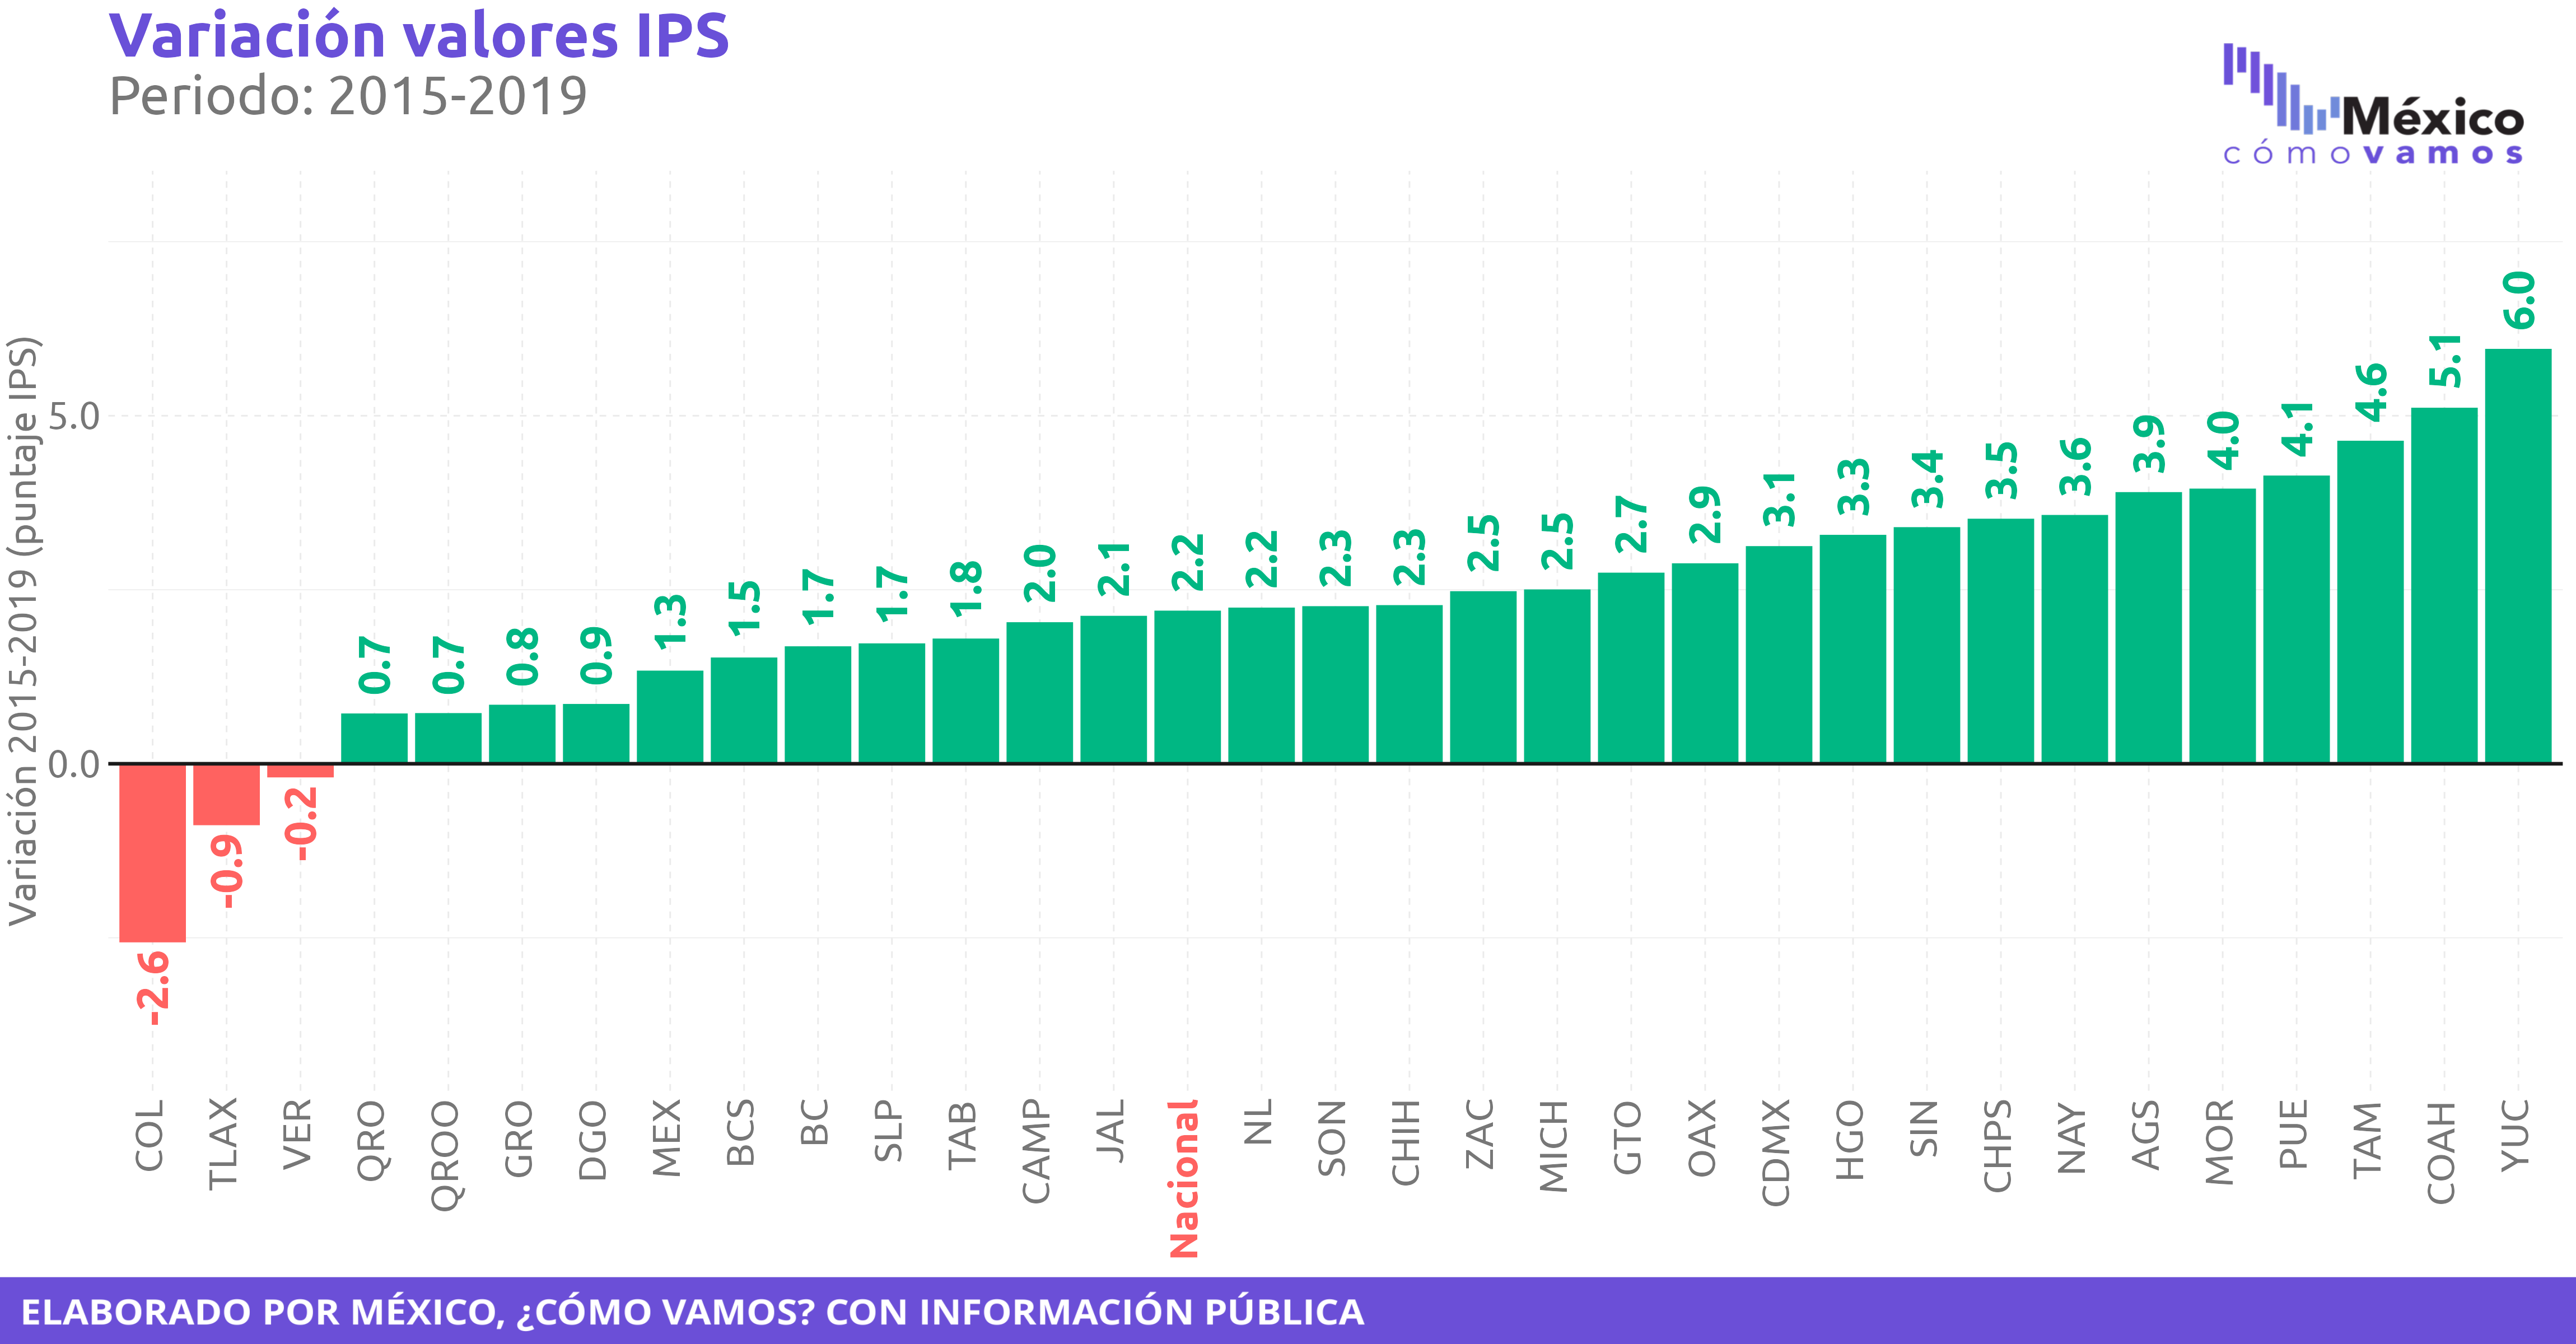 Variación valores IPS
Periodo: 2015-2019
México
cómo vamos
Variación 2015-2019 (puntaje IPS)
5.0
0.0
-2.6
-0.9
-0.2
0.7
0.7
0.8
0.9
1.3
1.5
1.7
1.7
1.8
2.0
2.1
2.2
2.2
2.3
2.3
2.5
2.5
2.7
2.9
3.1
3.3
3.4
3.5
3.6
3.9
4.0
4.1
4.6
5.1
6.0
COL
TLAX
VER
QRO
QROO
GRO
DGO
MEX
BCS
BC
SLP
TAB
CAMP
JAL
Nacional
NL
SON
CHIH
ZAC
MICH
GTO
OAX
CDMX
HGO
SIN
CHPS
NAY
AGS
MOR
PUE
TAM
COAH
YUC
ELABORADO POR MÉXICO, ¿CÓMO VAMOS? CON INFORMACIÓN PÚBLICA